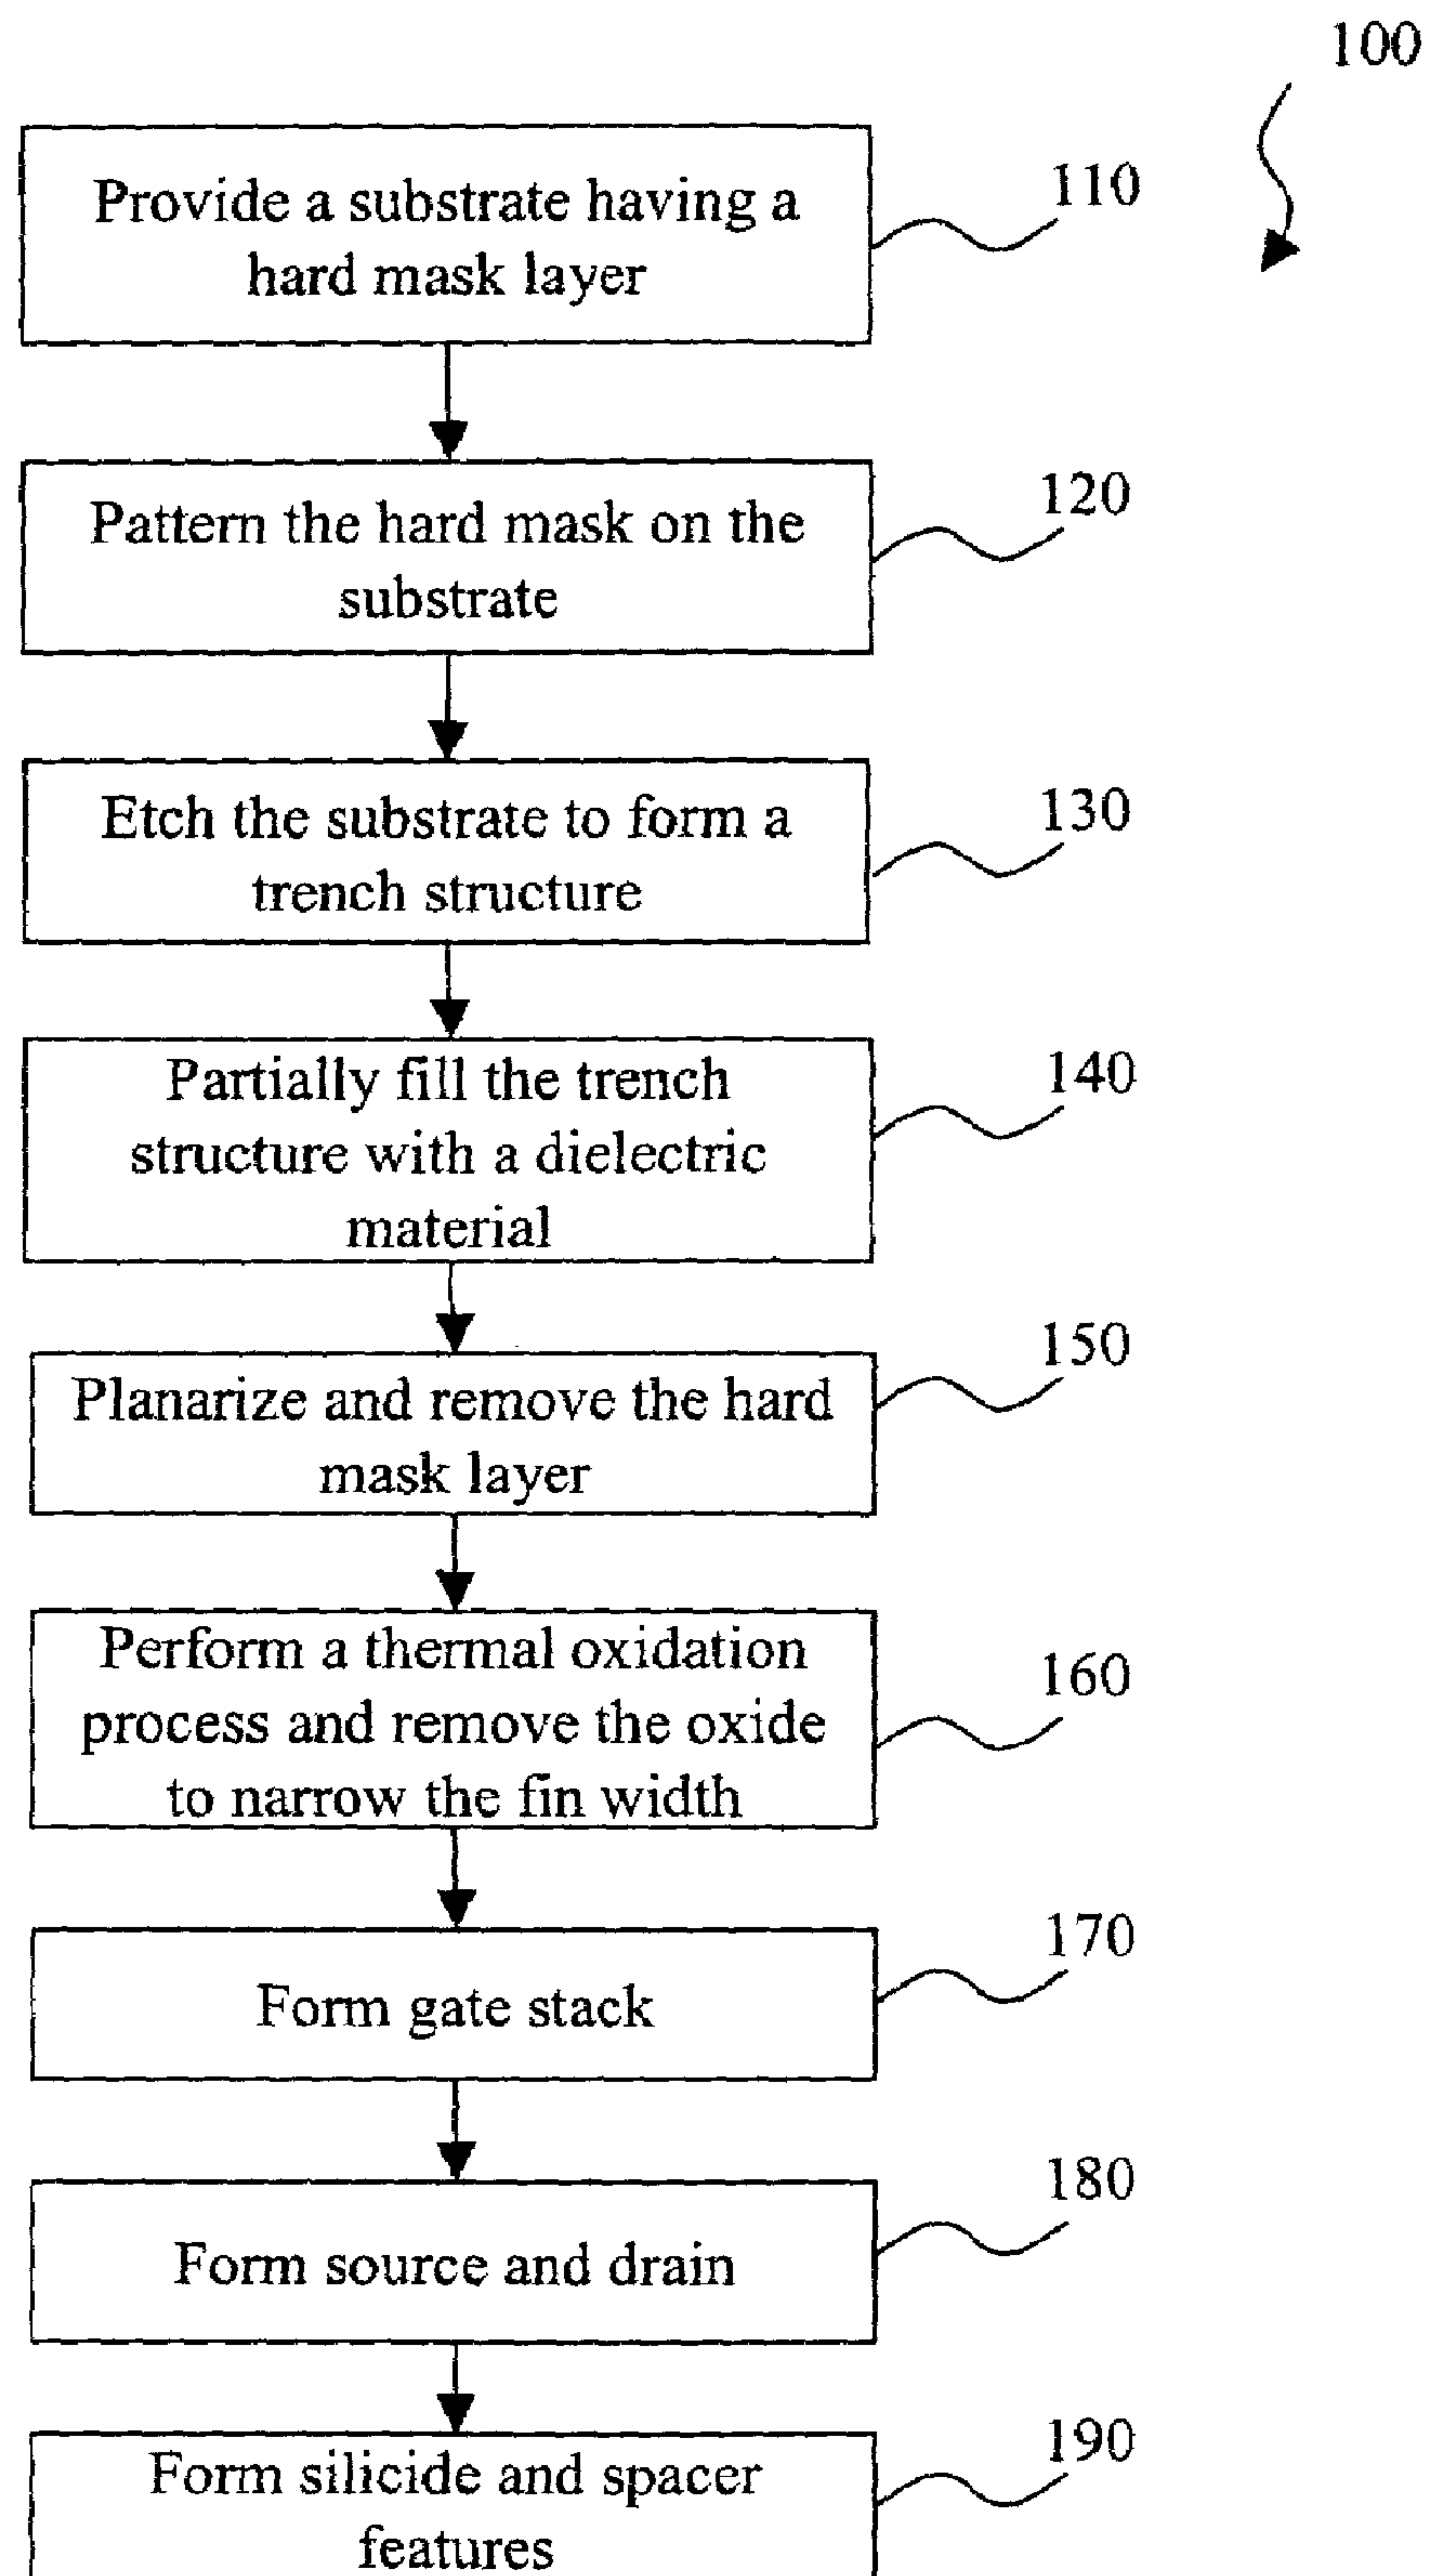 100
Provide a substrate having a
hard mask layer
110
Pattern the hard mask on the
substrate
120
Etch the substrate to form a
trench structure
130
Partially fill the trench
structure with a dielectric
material
140
Planarize and remove the hard
mask layer
150
Perform a thermal oxidation
process and remove the oxide
to narrow the fin width
160
Form gate stack
170
Form source and drain
180
Form silicide and spacer
features
190